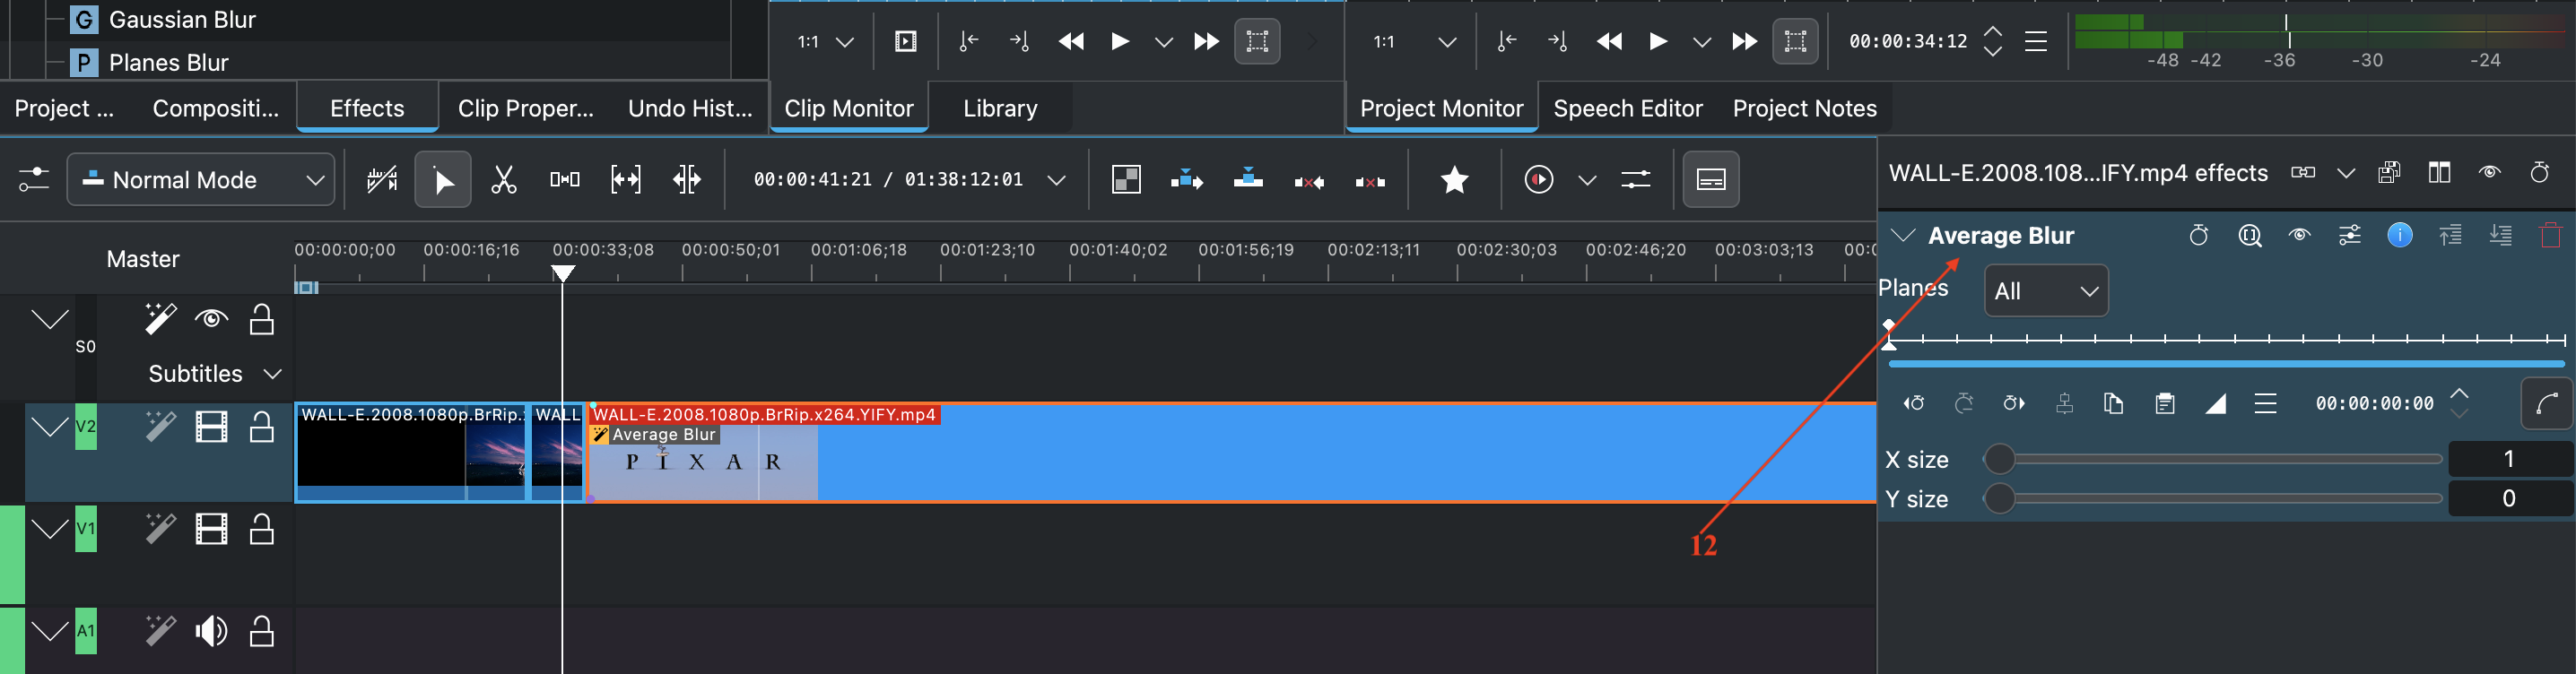 G Gaussian Blur
P Planes Blur
1:1
1:1
00:00:34:12
-48 -42 -36 -30 -24
Project ... Compositi... Effects Clip Proper... Undo Hist... Clip Monitor Library Project Monitor Speech Editor Project Notes
Normal Mode
00:00:41:21 / 01:38:12:01
WALL-E.2008.108...IFY.mp4 effects
Master
00:00:00;00 00:00:16;16 00:00:33;08 00:00:50;01 00:01:06;18 00:01:23;10 00:01:40;02 00:01:56;19 00:02:13;11 00:02:30;03 00:02:46;20 00:03:03;13 00:0
Average Blur
Planes All
S0
Subtitles
00:00:00:00
V2
WALL-E.2008.1080p.BrRip. WALL WALL-E.2008.1080p.BrRip.x264.YIFY.mp4
Average Blur
P I X A R
X size 1
Y size 0
V1
12
A1